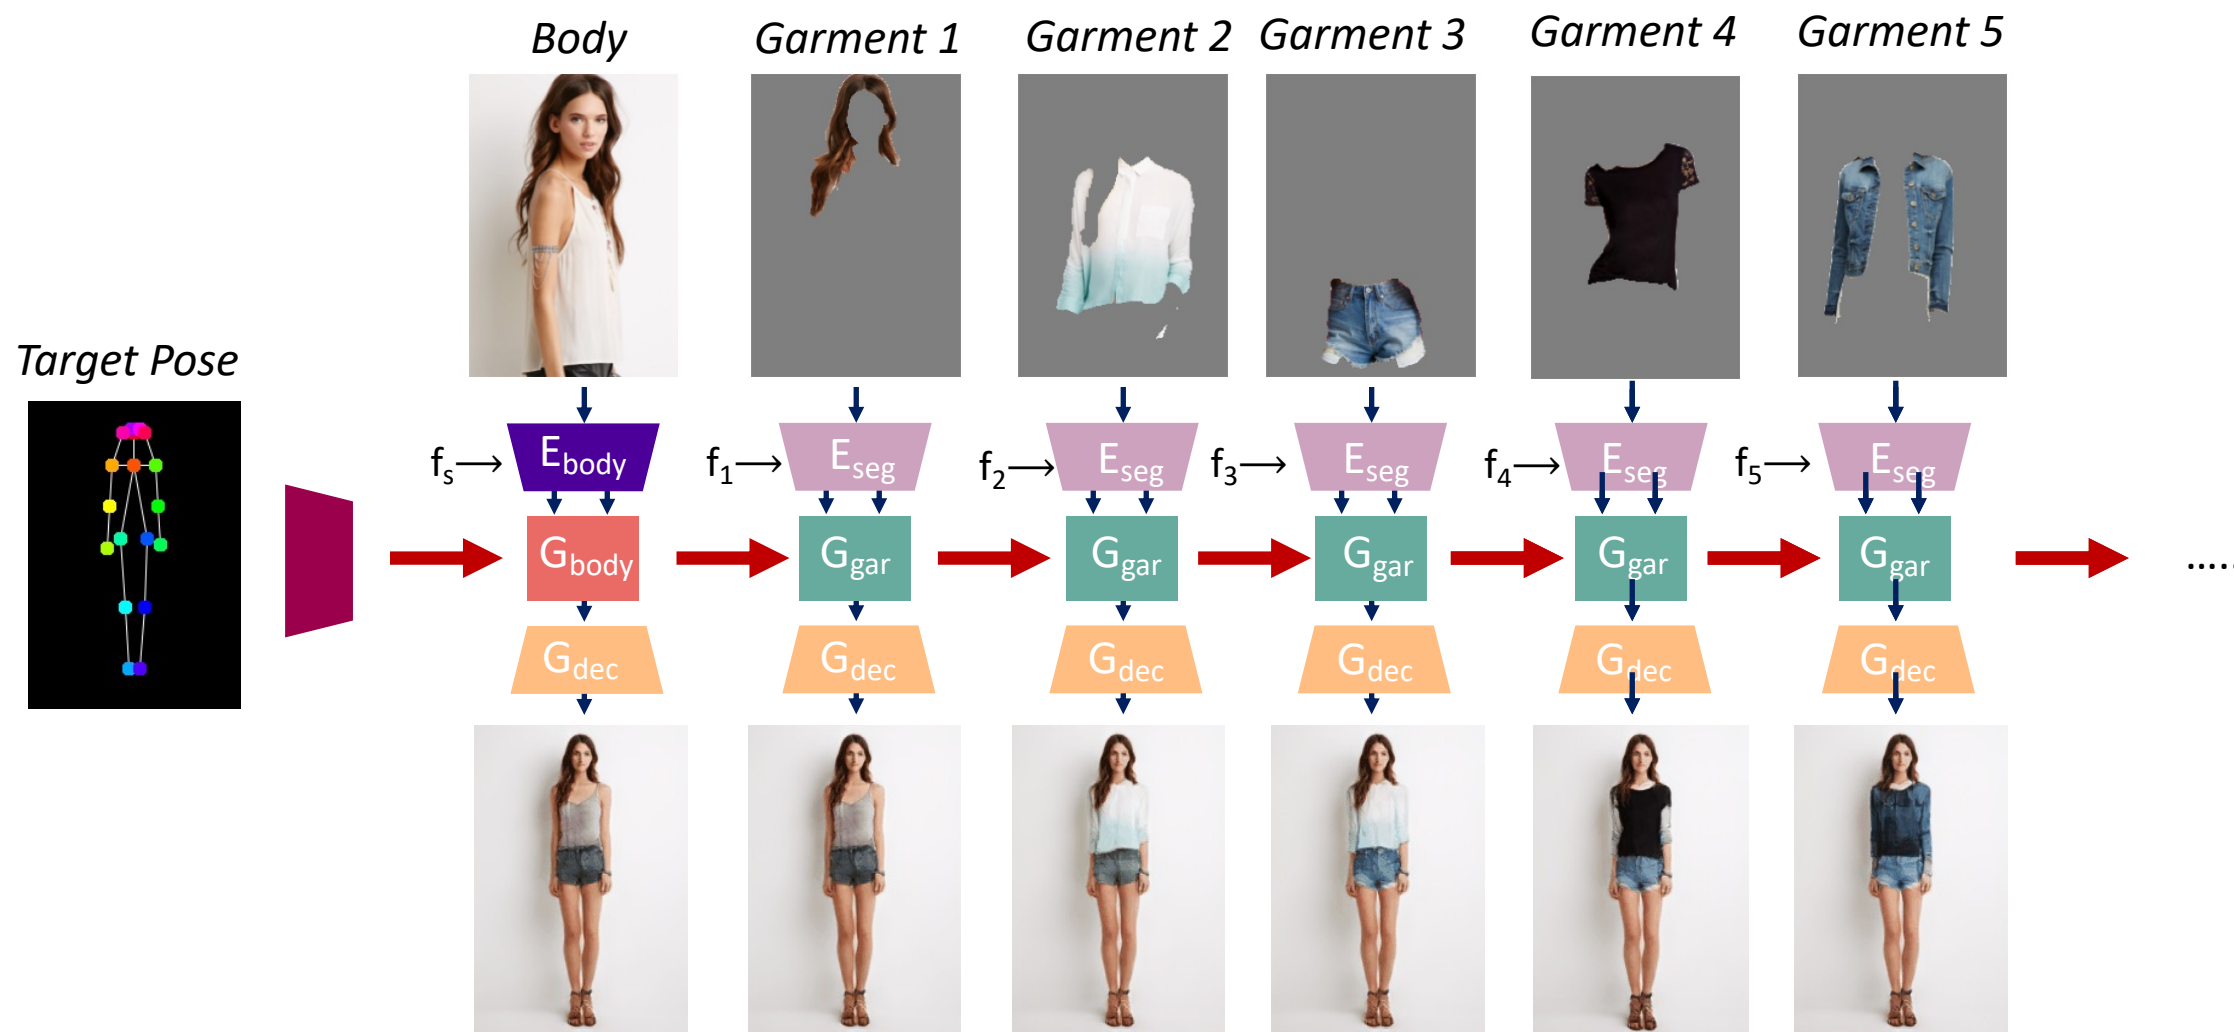 Body Garment 1 Garment 2 Garment 3 Garment 4 Garment 5
Target Pose
fs→ Ebody f1→ Eseg f2→ Eseg f3→ Eseg f4→ Eseg f5→ Eseg
Gbody Ggar Ggar Ggar Ggar Ggar .....
Gdec Gdec Gdec Gdec Gdec Gdec